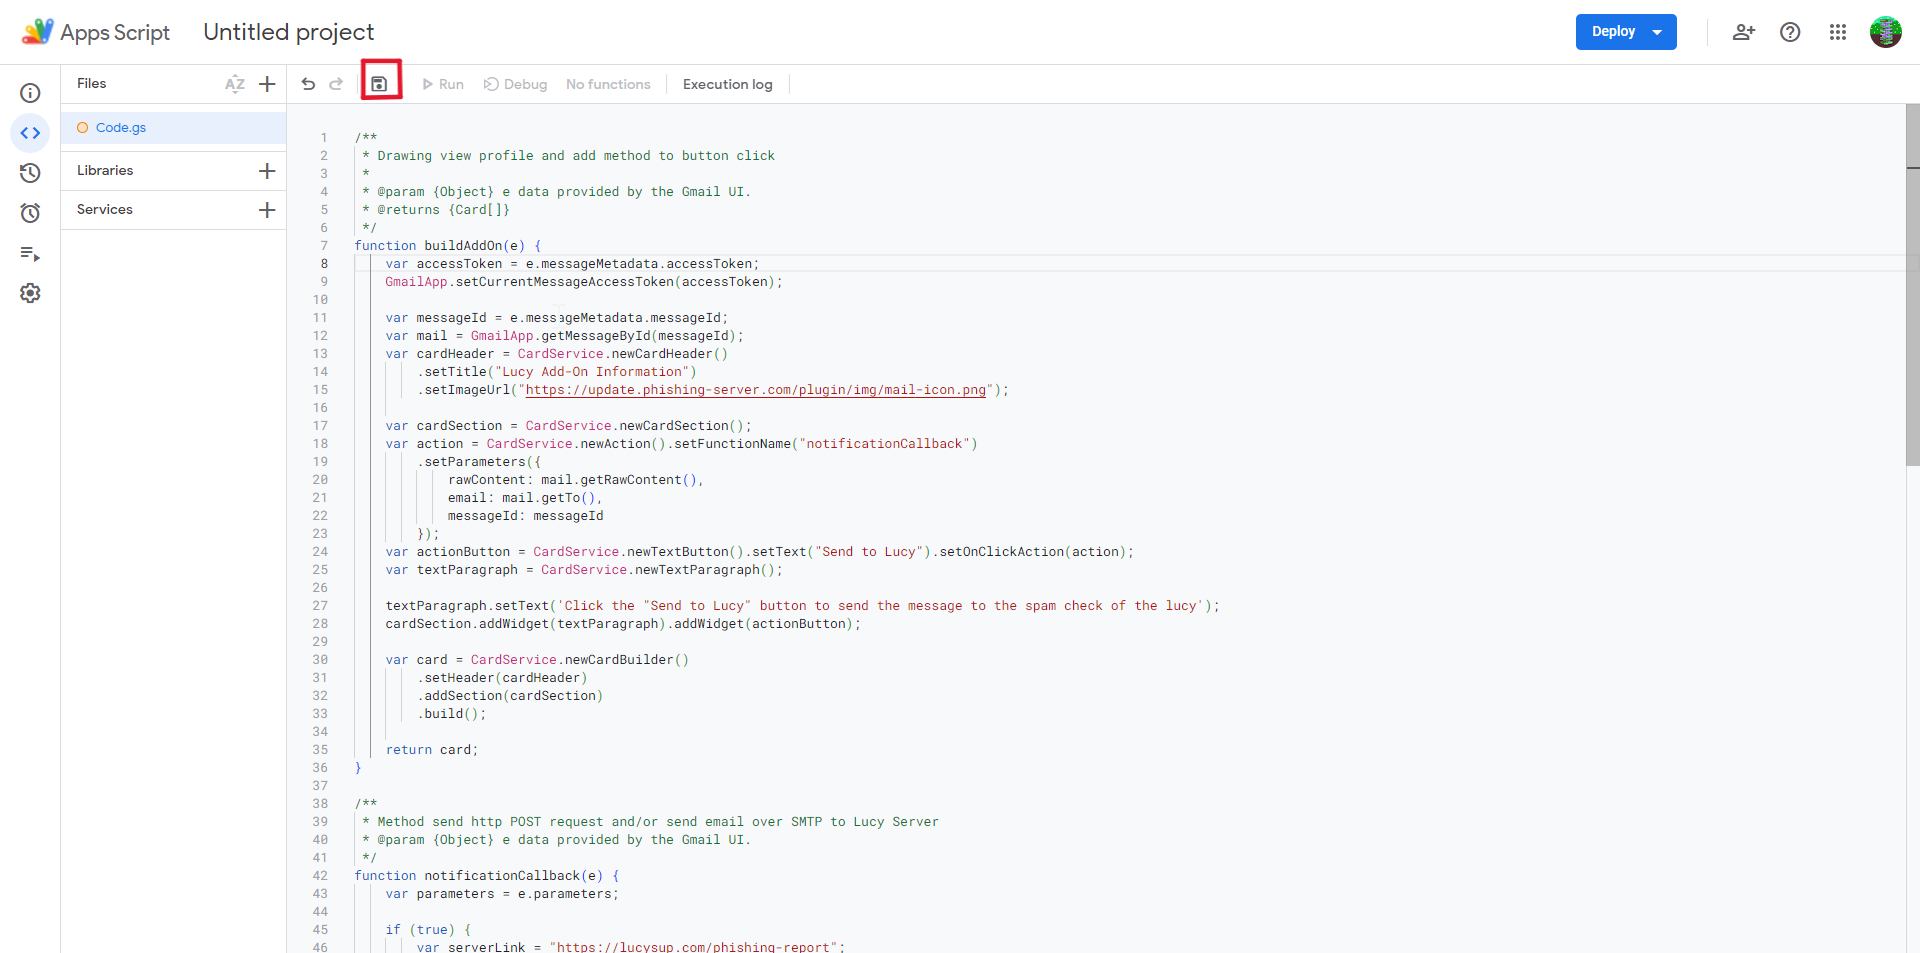 Apps Script Untitled project Deploy
Files AZ Run Debug No functions Execution log
Code.gs
Libraries
Services
1 /**
2 * Drawing view profile and add method to button click
3 *
4 * @param {Object} e data provided by the Gmail UI.
5 * @returns {Card[]}
6 */
7 function buildAddOn(e) {
8 var accessToken = e.messageMetadata.accessToken;
9 GmailApp.setCurrentMessageAccessToken(accessToken);
10
11 var messageId = e.messageMetadata.messageId;
12 var mail = GmailApp.getMessageById(messageId);
13 var cardHeader = CardService.newCardHeader()
14 .setTitle("Lucy Add-On Information")
15 .setImageUrl("https://update.phishing-server.com/plugin/img/mail-icon.png");
16
17 var cardSection = CardService.newCardSection();
18 var action = CardService.newAction().setFunctionName("notificationCallback")
19 .setParameters({
20 rawContent: mail.getRawContent(),
21 email: mail.getTo(),
22 messageId: messageId
23 });
24 var actionButton = CardService.newTextButton().setText("Send to Lucy").setOnClickAction(action);
25 var textParagraph = CardService.newTextParagraph();
26
27 textParagraph.setText('Click the "Send to Lucy" button to send the message to the spam check of the lucy');
28 cardSection.addWidget(textParagraph).addWidget(actionButton);
29
30 var card = CardService.newCardBuilder()
31 .setHeader(cardHeader)
32 .addSection(cardSection)
33 .build();
34
35 return card;
36 }
37
38 /**
39 * Method send http POST request and/or send email over SMTP to Lucy Server
40 * @param {Object} e data provided by the Gmail UI.
41 */
42 function notificationCallback(e) {
43 var parameters = e.parameters;
44
45 if (true) {
46 var serverLink = "https://lucysup.com/phishing-report";